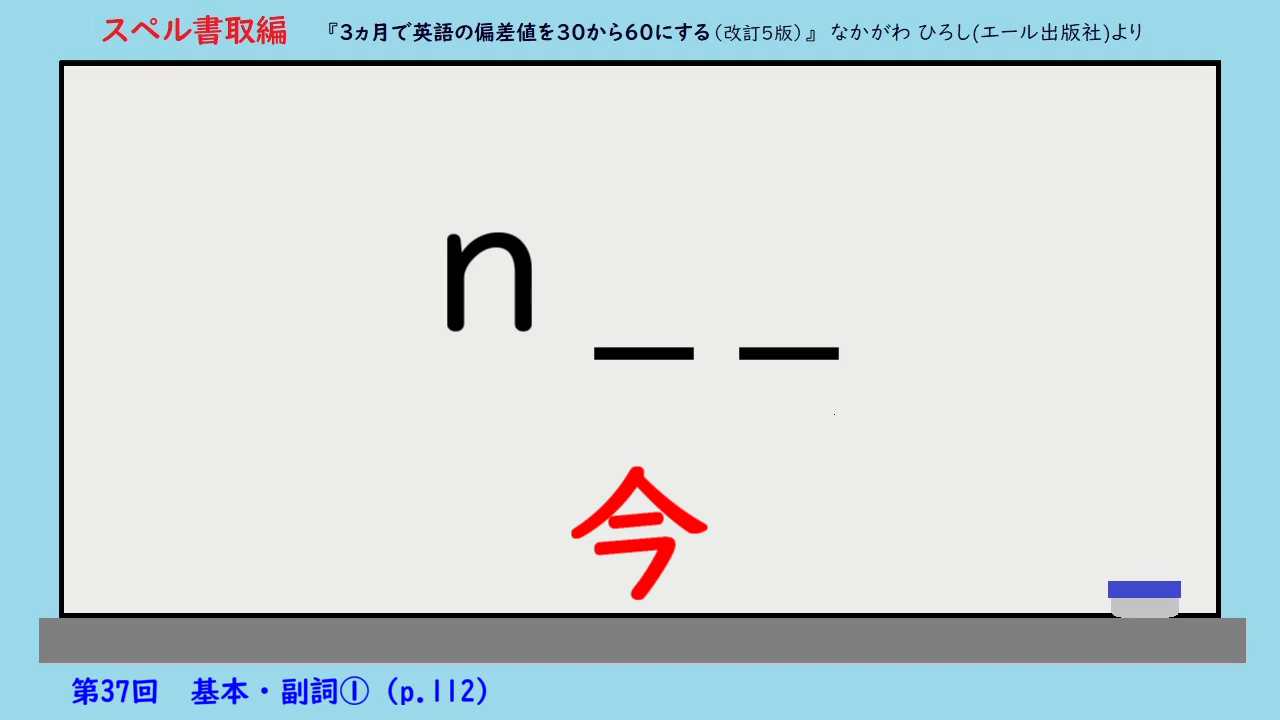 スペル書取編 『3ヵ月で英語の偏差値を30から60にする（改訂5版）』 なかがわ ひろし(エール出版社)より
n _ _
今
第37回 基本・副詞① (p.112)